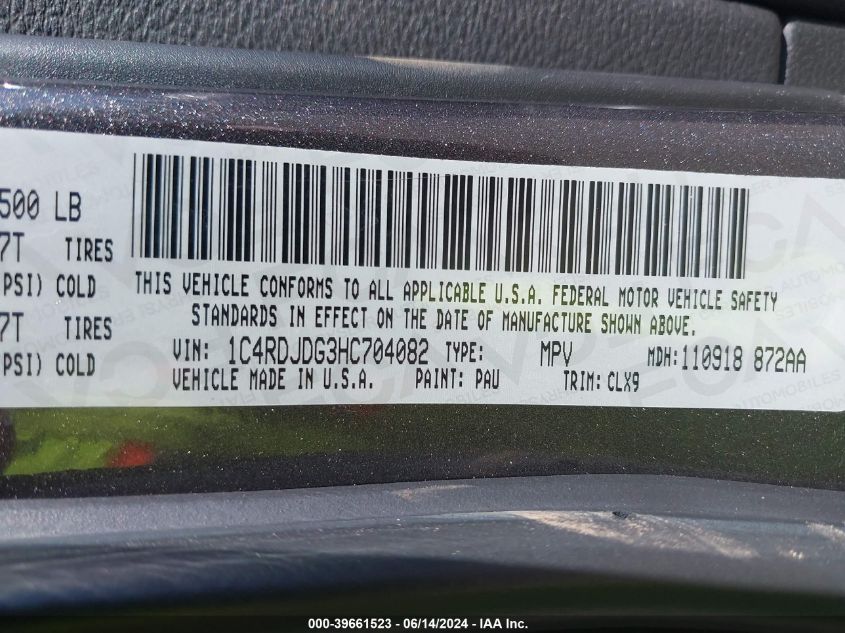 500 LB
7T TIRES
PSI) COLD
7T TIRES
PSI) COLD
THIS VEHICLE CONFORMS TO ALL APPLICABLE U.S.A. FEDERAL MOTOR VEHICLE SAFETY
STANDARDS IN EFFECT ON THE DATE OF MANUFACTURE SHOWN ABOVE.
VIN: 1C4RDJDG3HC704082 TYPE: MPV MDH:110918 872AA
VEHICLE MADE IN U.S.A. PAINT: PAU TRIM: CLX9
000-39661523 - 06/14/2024 - IAA Inc.